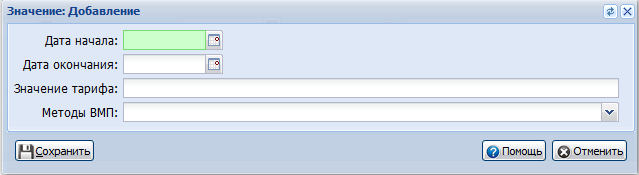 Значение: Добавление
Дата начала:
Дата окончания:
Значение тарифа:
Методы ВМП:
Сохранить Помощь Отменить